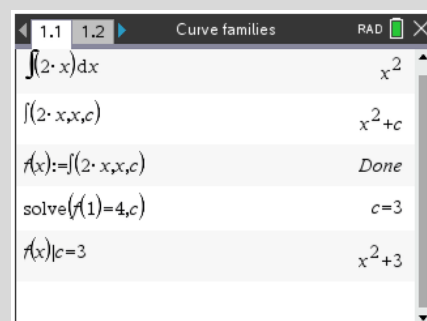 1.1 1.2 Curve families RAD
∫(2·x)dx x²
∫(2·x,x,c) x²+c
f(x):=∫(2·x,x,c) Done
solve(f(1)=4,c) c=3
f(x)|c=3 x²+3